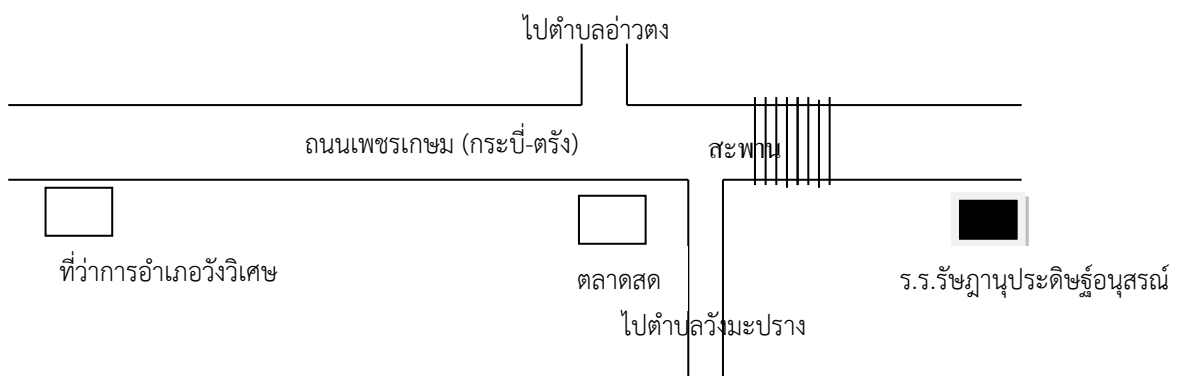 ไปตำบลอ่าวตง
ถนนเพชรเกษม (กระบี่-ตรัง)
สะพาน
ที่ว่าการอำเภอวังวิเศษ
ตลาดสด
ร.ร.รัษฎานุประดิษฐ์อนุสรณ์
ไปตำบลวังมะปราง